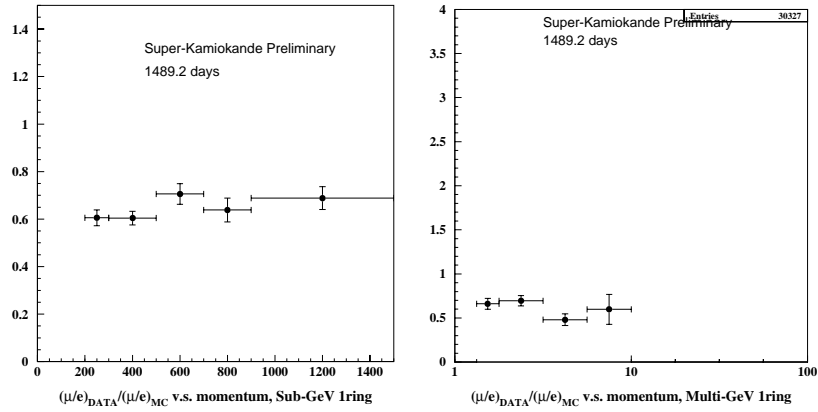 Super-Kamiokande Preliminary
1489.2 days
1.4
1.2
1
0.8
0.6
0.4
0.2
0
0 200 400 600 800 1000 1200 1400
(μ/e)DATA/(μ/e)MC v.s. momentum, Sub-GeV 1ring
Entries 30327
Super-Kamiokande Preliminary
1489.2 days
4
3.5
3
2.5
2
1.5
1
0.5
0
1 10 100
(μ/e)DATA/(μ/e)MC v.s. momentum, Multi-GeV 1ring